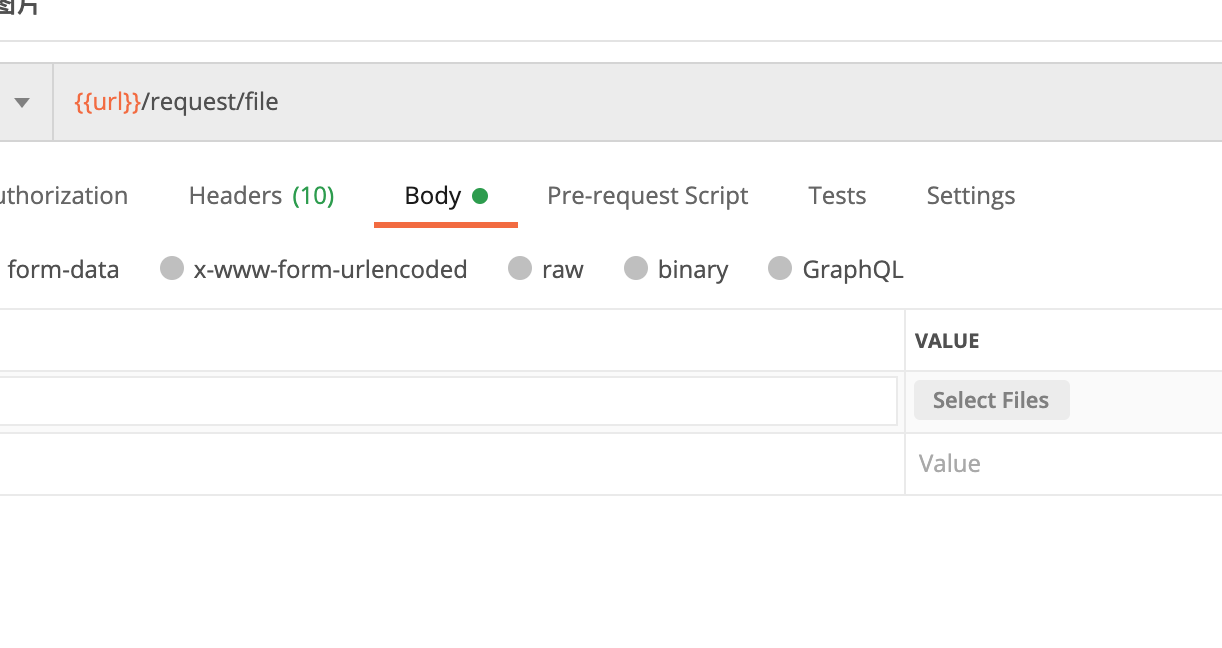 图片
{{url}}/request/file
uthorization Headers (10) Body Pre-request Script Tests Settings
form-data x-www-form-urlencoded raw binary GraphQL
VALUE
Select Files
Value